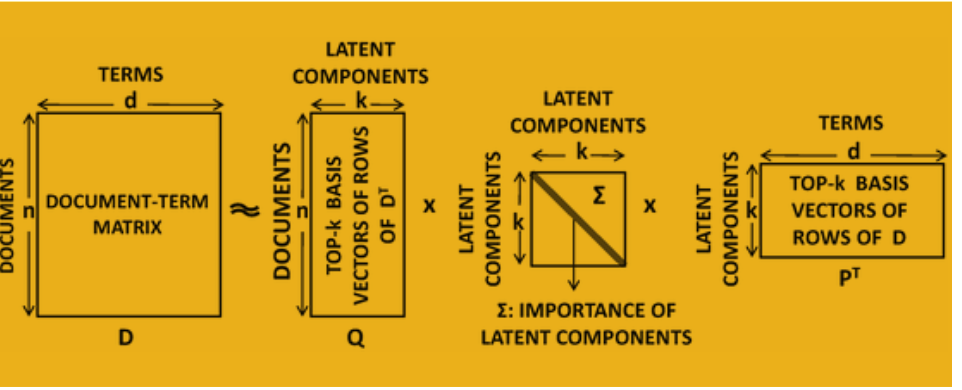 TERMS
d
DOCUMENTS
n
DOCUMENT-TERM
MATRIX
D
≈
LATENT
COMPONENTS
k
DOCUMENTS
n
TOP-k BASIS
VECTORS OF ROWS
OF Dᵀ
Q
x
LATENT
COMPONENTS
k
LATENT
COMPONENTS
k
Σ
Σ: IMPORTANCE OF
LATENT COMPONENTS
x
TERMS
d
LATENT
COMPONENTS
k
TOP-k BASIS
VECTORS OF
ROWS OF D
Pᵀ